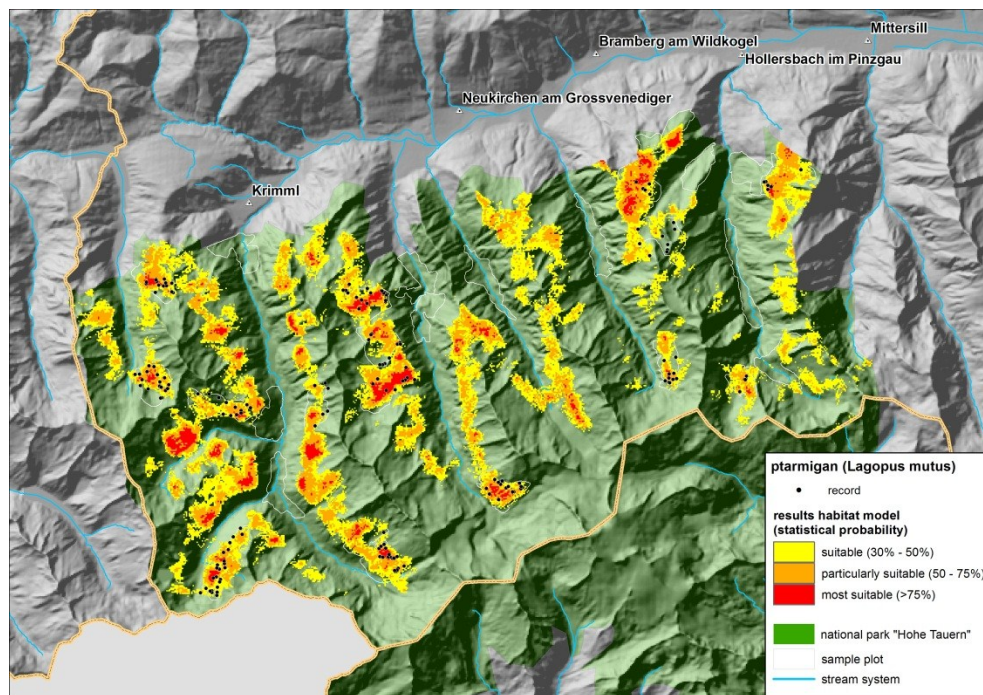 Mittersill
Bramberg am Wildkogel
Hollersbach im Pinzgau
Neukirchen am Grossvenediger
Krimml
ptarmigan (Lagopus mutus)
record
results habitat model
(statistical probability)
suitable (30% - 50%)
particularly suitable (50 - 75%)
most suitable (>75%)
national park "Hohe Tauern"
sample plot
stream system